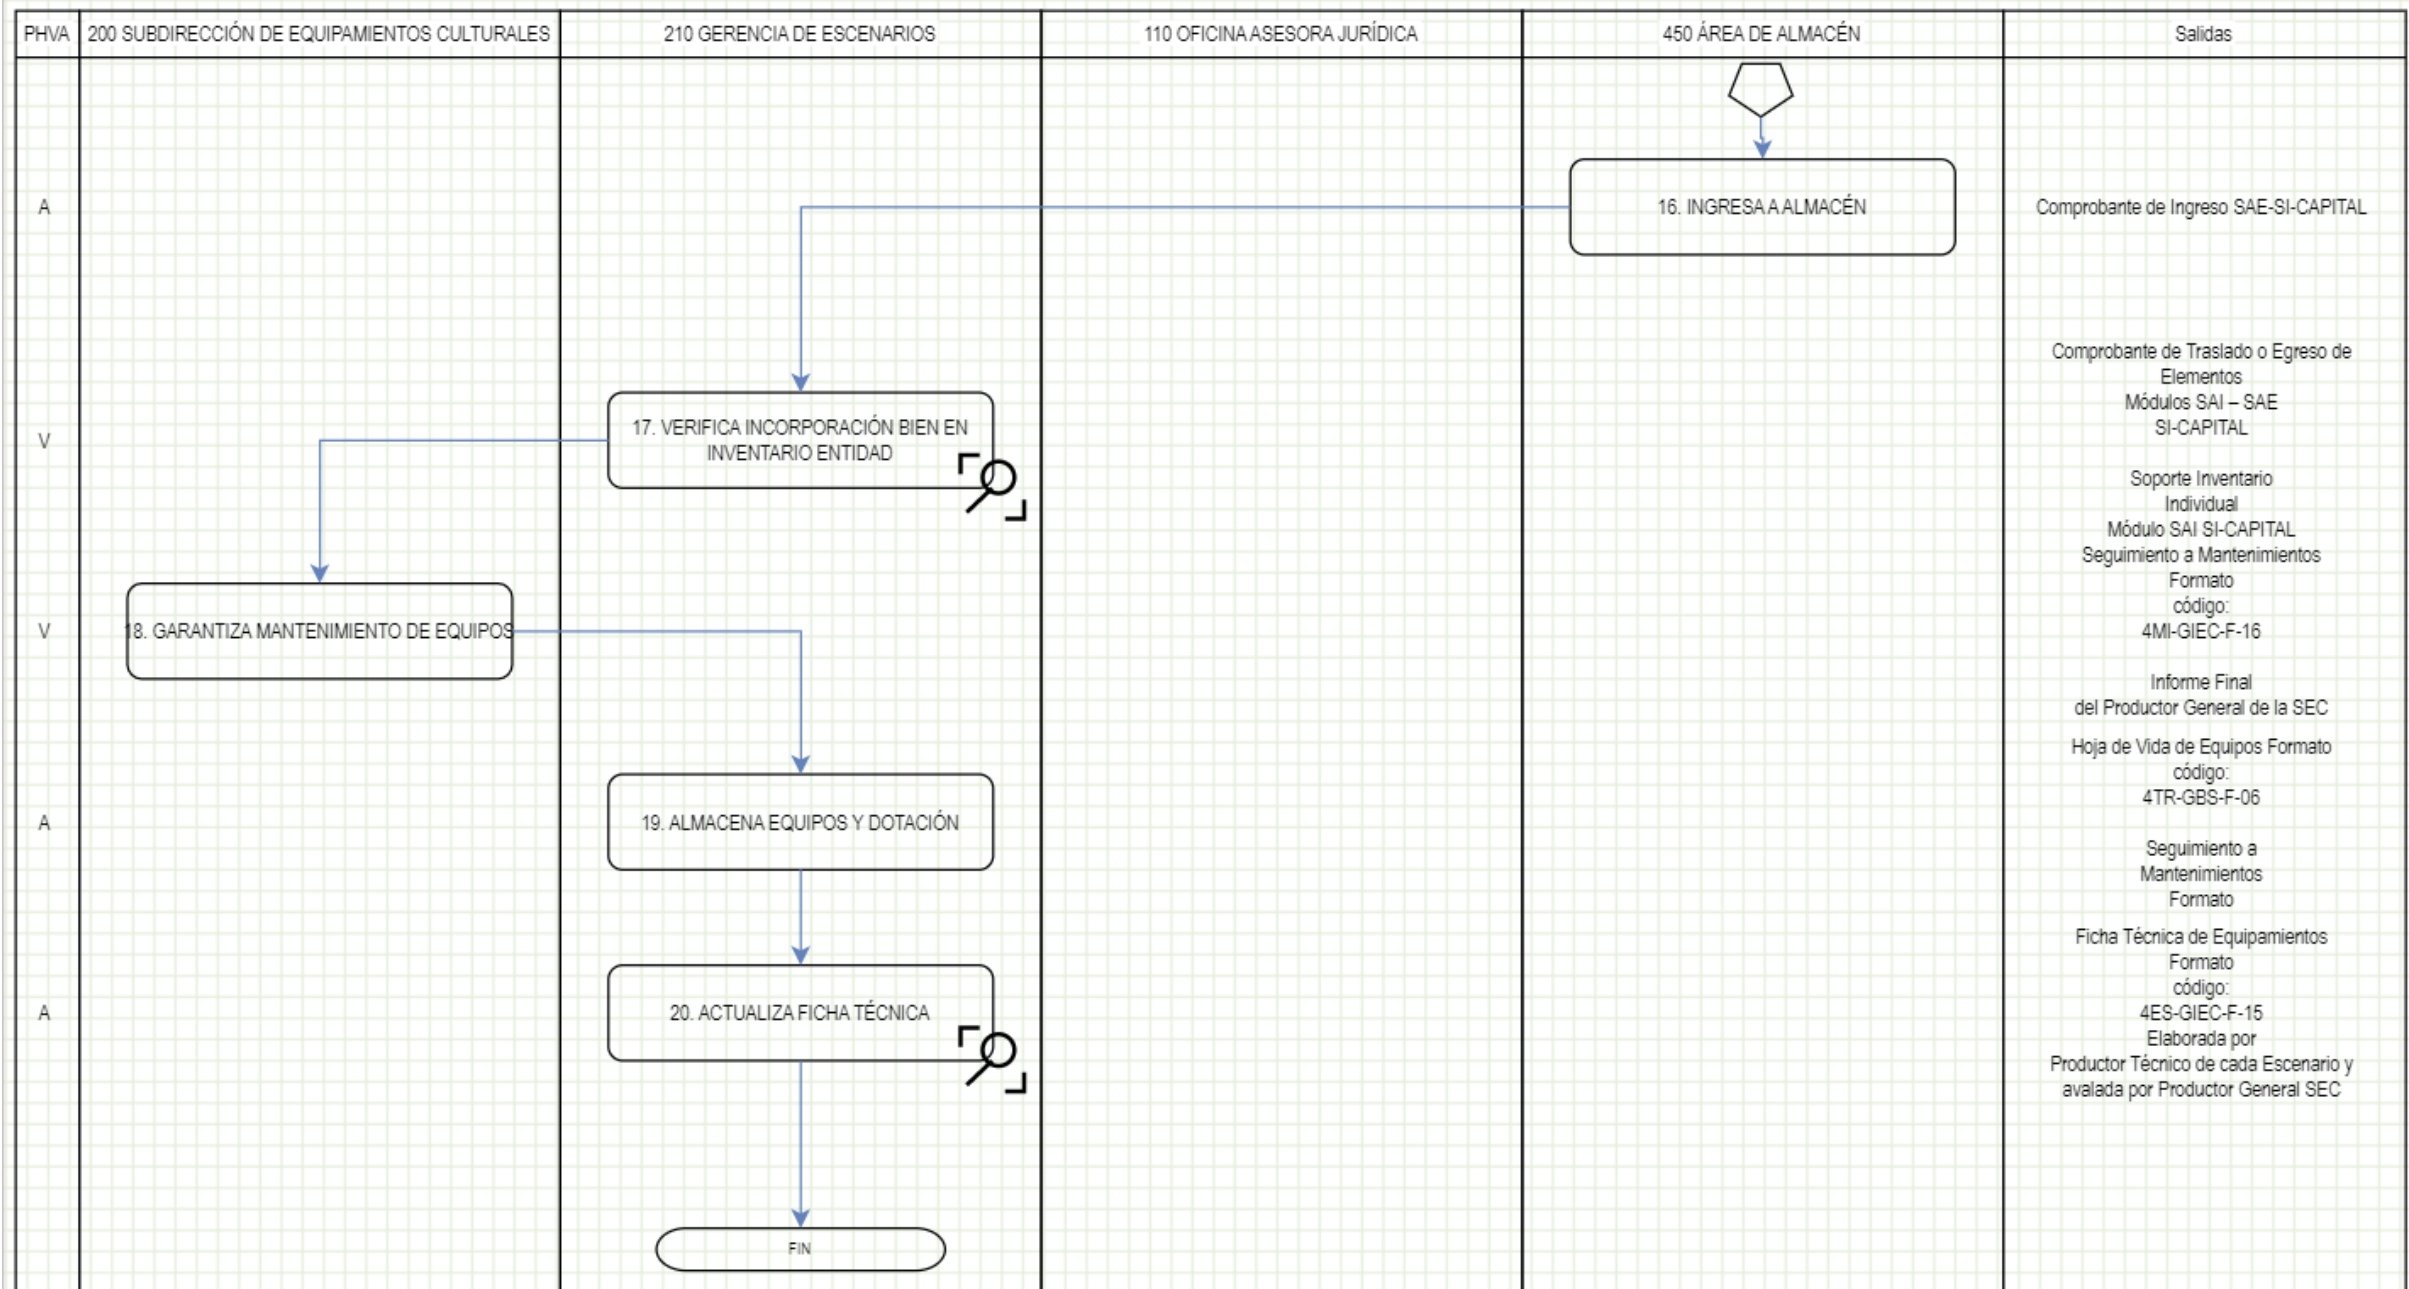 PHVA
200 SUBDIRECCIÓN DE EQUIPAMIENTOS CULTURALES
210 GERENCIA DE ESCENARIOS
110 OFICINA ASESORA JURÍDICA
450 ÁREA DE ALMACÉN
Salidas
A
16. INGRESA A ALMACÉN
Comprobante de Ingreso SAE-SI-CAPITAL
V
17. VERIFICA INCORPORACIÓN BIEN EN
INVENTARIO ENTIDAD
Comprobante de Traslado o Egreso de
Elementos
Módulos SAI – SAE
SI-CAPITAL
Soporte Inventario
Individual
Módulo SAI SI-CAPITAL
V
18. GARANTIZA MANTENIMIENTO DE EQUIPOS
Seguimiento a Mantenimientos
Formato
código:
4MI-GIEC-F-16
Informe Final
del Productor General de la SEC
A
19. ALMACENA EQUIPOS Y DOTACIÓN
Hoja de Vida de Equipos Formato
código:
4TR-GBS-F-06
Seguimiento a
Mantenimientos
Formato
A
20. ACTUALIZA FICHA TÉCNICA
Ficha Técnica de Equipamientos
Formato
código:
4ES-GIEC-F-15
Elaborada por
Productor Técnico de cada Escenario y
avalada por Productor General SEC
FIN